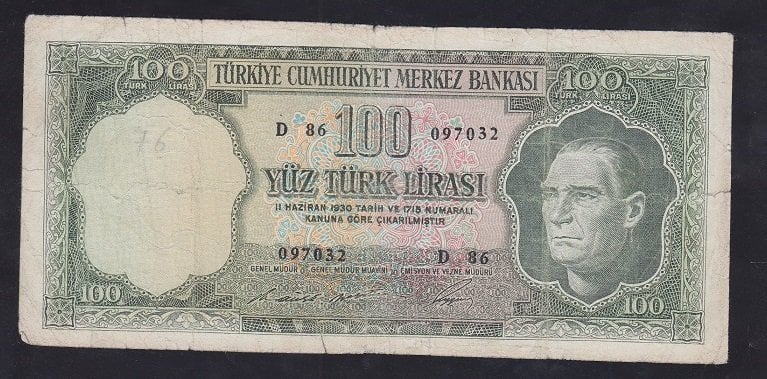 100 TÜRKİYE CUMHURİYET MERKEZ BANKASI 100
TÜRK LİRASI TÜRK LİRASI
76
D 86 100 097032
YÜZ TÜRK LİRASI
11 HAZİRAN 1930 TARİH VE 1715 NUMARALI
KANUNA GÖRE ÇIKARILMIŞTIR
097032 D 86
GENEL MÜDÜR GENEL MÜDÜR MUAVİNİ EMİSYON VE VEZNE MÜDÜRÜ
100 100